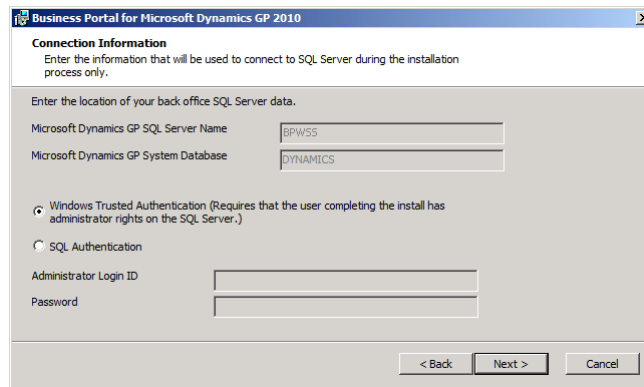 Business Portal for Microsoft Dynamics GP 2010
Connection Information
Enter the information that will be used to connect to SQL Server during the installation
process only.
Enter the location of your back office SQL Server data.
Microsoft Dynamics GP SQL Server Name
BPWSS
Microsoft Dynamics GP System Database
DYNAMICS
Windows Trusted Authentication (Requires that the user completing the install has
administrator rights on the SQL Server.)
SQL Authentication
Administrator Login ID
Password
< Back
Next >
Cancel